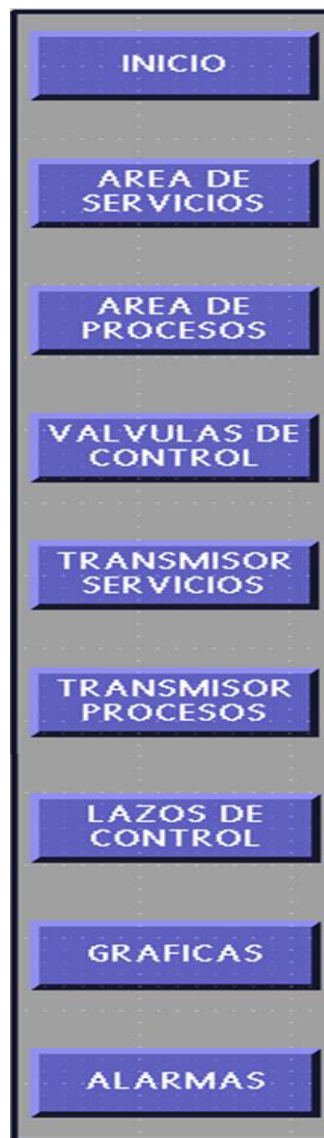 INICIO
AREA DE
SERVICIOS
AREA DE
PROCESOS
VALVULAS DE
CONTROL
TRANSMISOR
SERVICIOS
TRANSMISOR
PROCESOS
LAZOS DE
CONTROL
GRAFICAS
ALARMAS